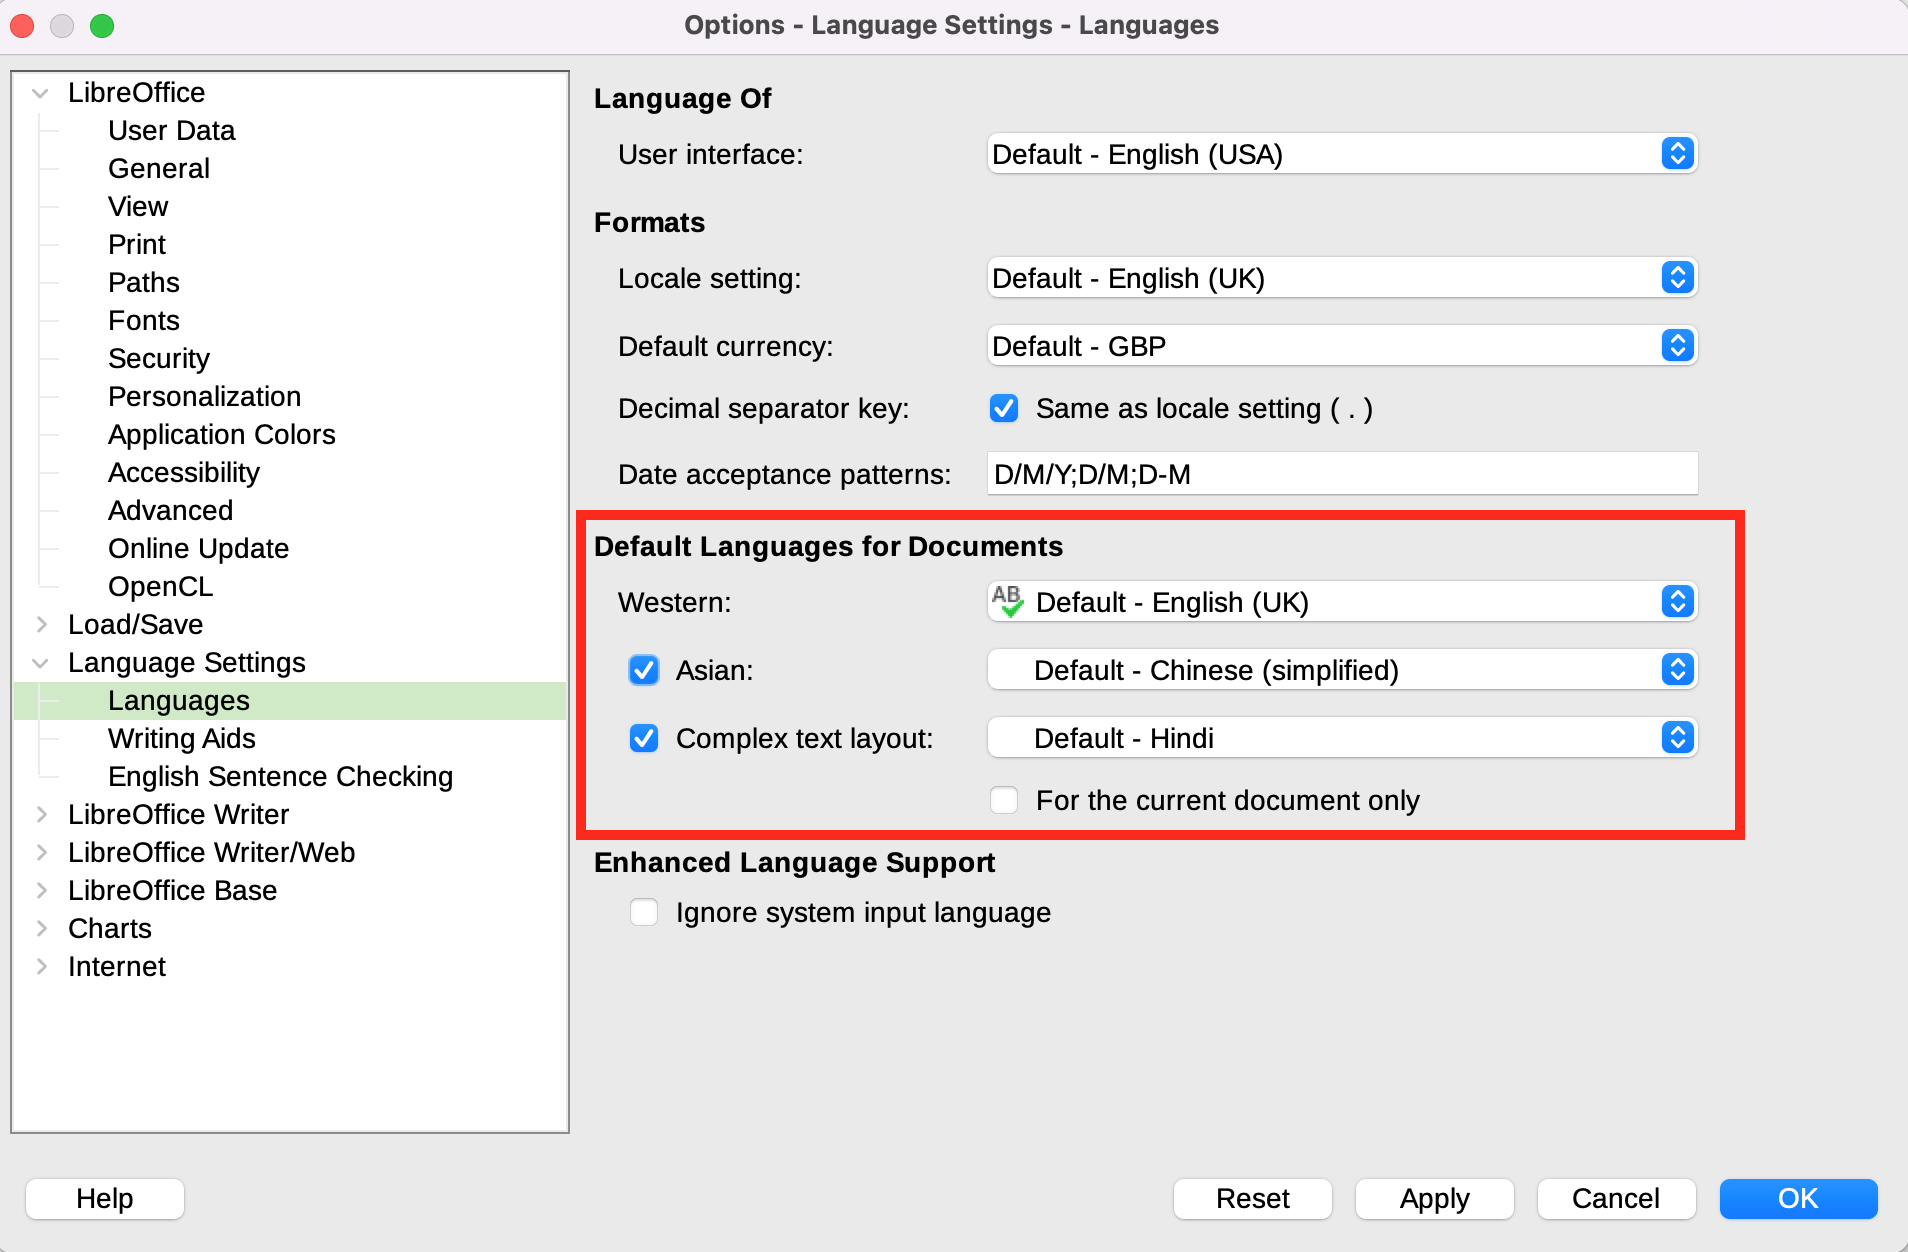 Options - Language Settings - Languages
LibreOffice
User Data
General
View
Print
Paths
Fonts
Security
Personalization
Application Colors
Accessibility
Advanced
Online Update
OpenCL
Load/Save
Language Settings
Languages
Writing Aids
English Sentence Checking
LibreOffice Writer
LibreOffice Writer/Web
LibreOffice Base
Charts
Internet
Language Of
User interface: Default - English (USA)
Formats
Locale setting: Default - English (UK)
Default currency: Default - GBP
Decimal separator key: Same as locale setting ( . )
Date acceptance patterns: D/M/Y;D/M;D-M
Default Languages for Documents
Western: AB Default - English (UK)
Asian: Default - Chinese (simplified)
Complex text layout: Default - Hindi
For the current document only
Enhanced Language Support
Ignore system input language
Help Reset Apply Cancel OK